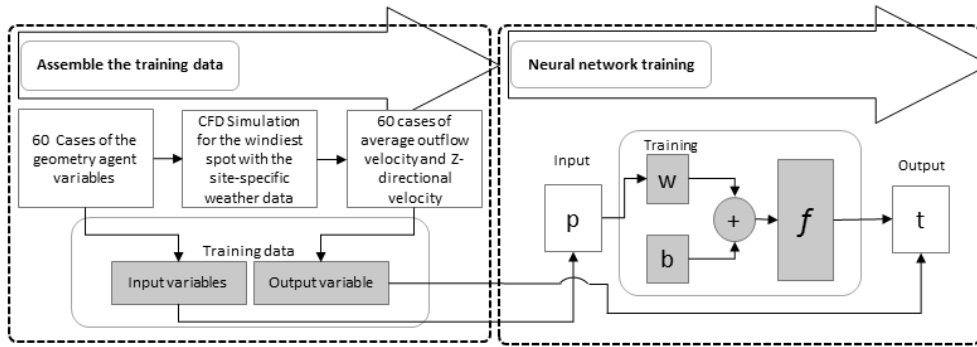 Assemble the training data
60 Cases of the
geometry agent
variables
CFD Simulation
for the windiest
spot with the
site-specific
weather data
60 cases of
average outflow
velocity and Z-
directional
velocity
Training data
Input variables
Output variable
Neural network training
Input
p
Training
w
b
+
f
Output
t